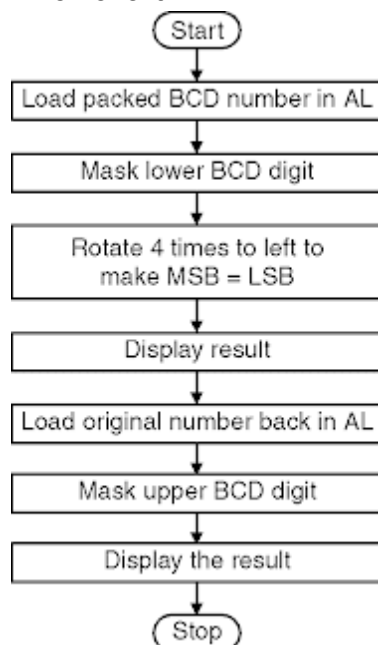 Start
Load packed BCD number in AL
Mask lower BCD digit
Rotate 4 times to left to
make MSB = LSB
Display result
Load original number back in AL
Mask upper BCD digit
Display the result
Stop